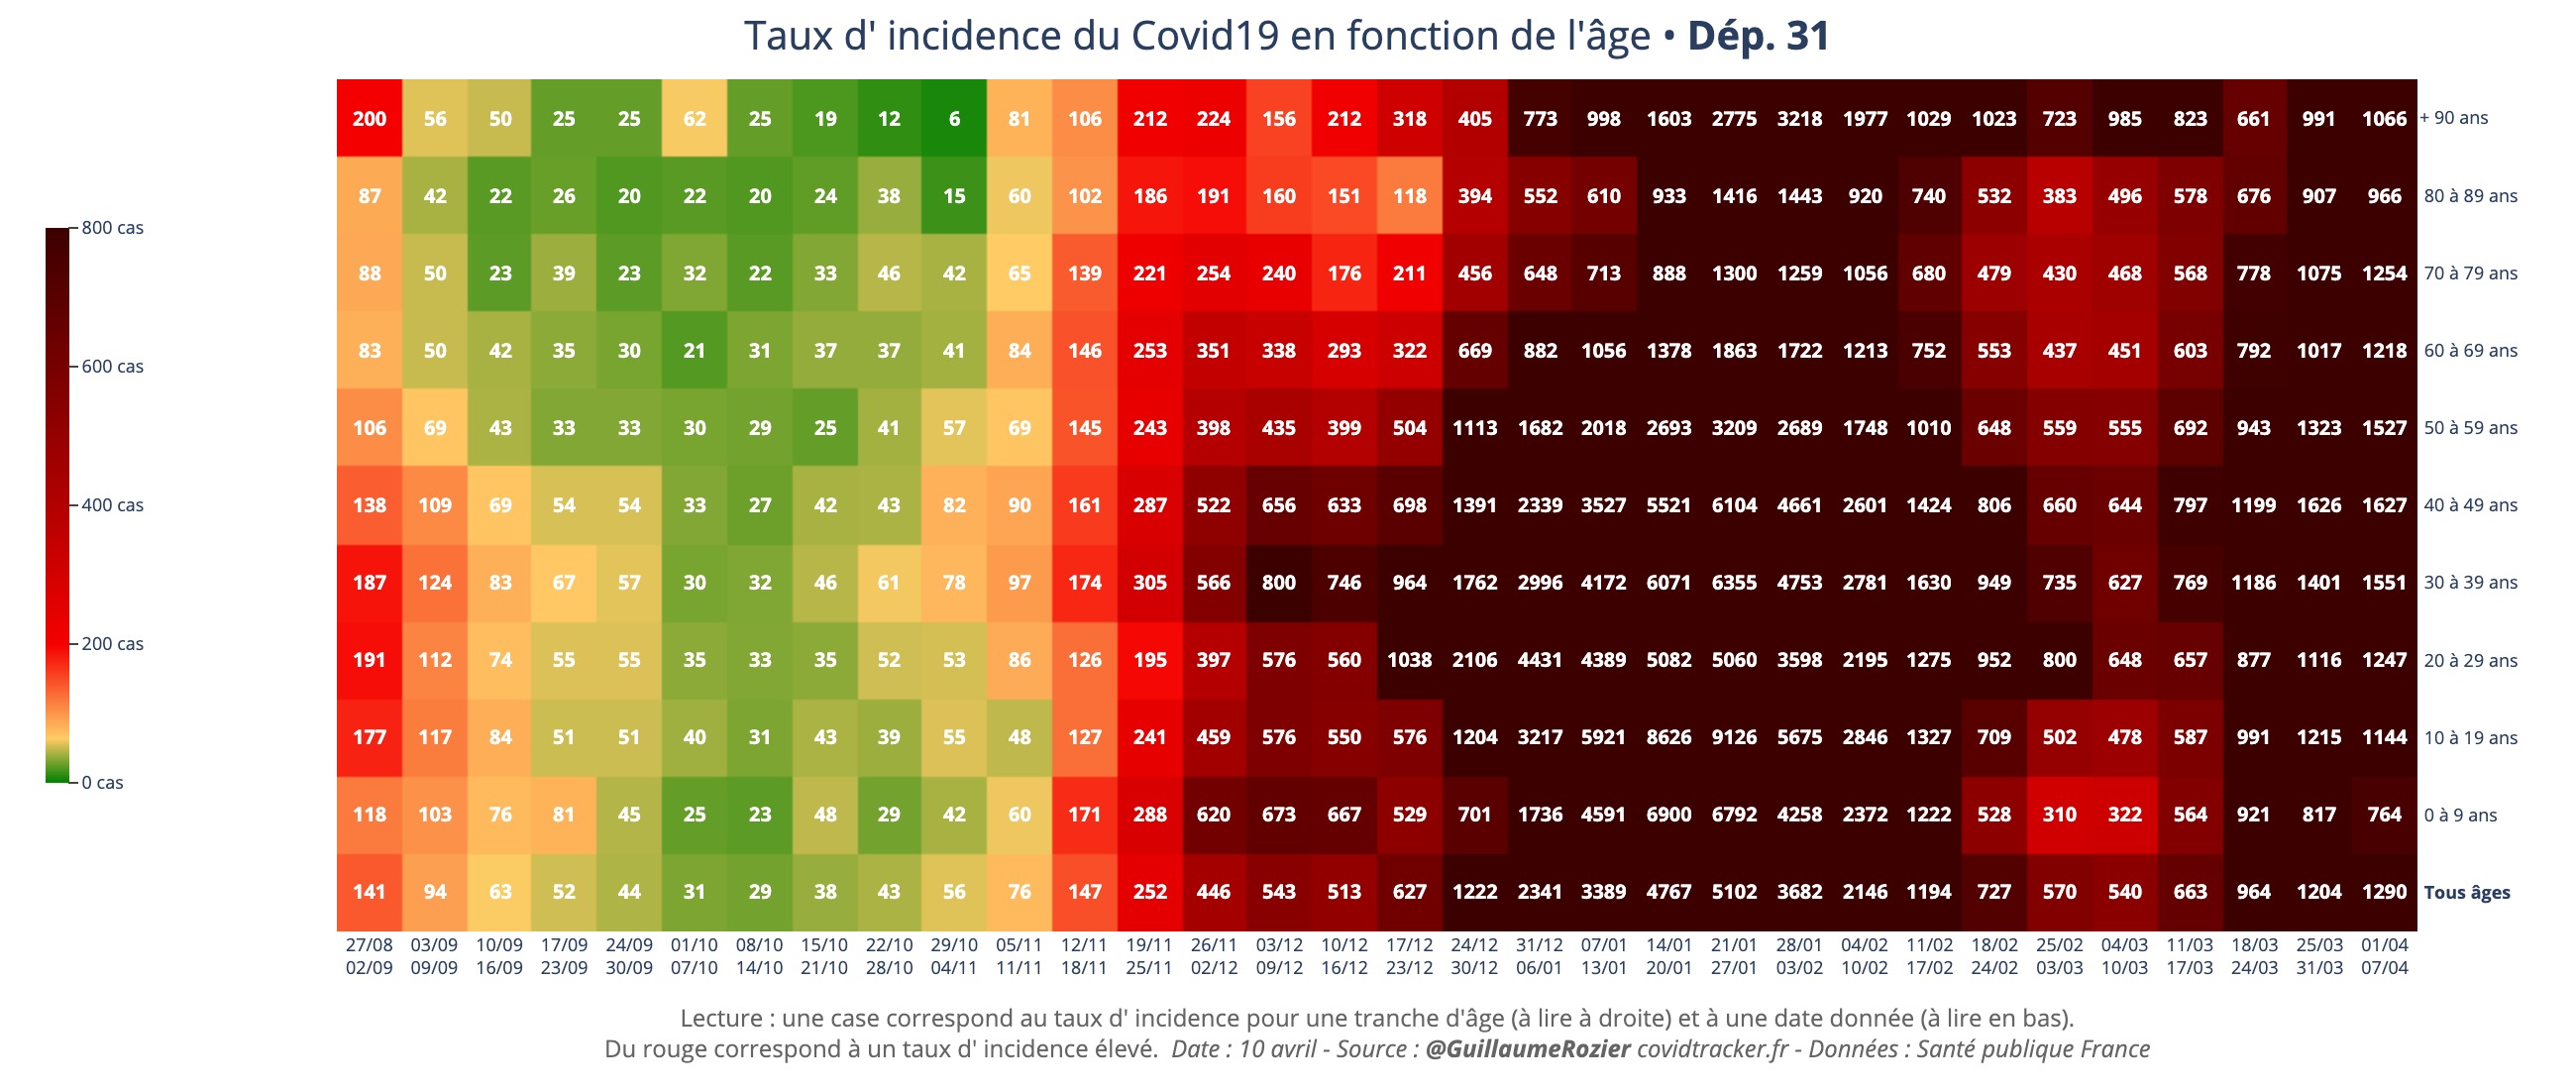 Taux d' incidence du Covid19 en fonction de l'âge • Dép. 31
200 56 50 25 25 62 25 19 12 6 81 106 212 224 156 212 318 405 773 998 1603 2775 3218 1977 1029 1023 723 985 823 661 991 1066 + 90 ans
87 42 22 26 20 22 20 24 38 15 60 102 186 191 160 151 118 394 552 610 933 1416 1443 920 740 532 383 496 578 676 907 966 80 à 89 ans
88 50 23 39 23 32 22 33 46 42 65 139 221 254 240 176 211 456 648 713 888 1300 1259 1056 680 479 430 468 568 778 1075 1254 70 à 79 ans
83 50 42 35 30 21 31 37 37 41 84 146 253 351 338 293 322 669 882 1056 1378 1863 1722 1213 752 553 437 451 603 792 1017 1218 60 à 69 ans
106 69 43 33 33 30 29 25 41 57 69 145 243 398 435 399 504 1113 1682 2018 2693 3209 2689 1748 1010 648 559 555 692 943 1323 1527 50 à 59 ans
138 109 69 54 54 33 27 42 43 82 90 161 287 522 656 633 698 1391 2339 3527 5521 6104 4661 2601 1424 806 660 644 797 1199 1626 1627 40 à 49 ans
187 124 83 67 57 30 32 46 61 78 97 174 305 566 800 746 964 1762 2996 4172 6071 6355 4753 2781 1630 949 735 627 769 1186 1401 1551 30 à 39 ans
191 112 74 55 55 35 33 35 52 53 86 126 195 397 576 560 1038 2106 4431 4389 5082 5060 3598 2195 1275 952 800 648 657 877 1116 1247 20 à 29 ans
177 117 84 51 51 40 31 43 39 55 48 127 241 459 576 550 576 1204 3217 5921 8626 9126 5675 2846 1327 709 502 478 587 991 1215 1144 10 à 19 ans
118 103 76 81 45 25 23 48 29 42 60 171 288 620 673 667 529 701 1736 4591 6900 6792 4258 2372 1222 528 310 322 564 921 817 764 0 à 9 ans
141 94 63 52 44 31 29 38 43 56 76 147 252 446 543 513 627 1222 2341 3389 4767 5102 3682 2146 1194 727 570 540 663 964 1204 1290 Tous âges
27/08 03/09 10/09 17/09 24/09 01/10 08/10 15/10 22/10 29/10 05/11 12/11 19/11 26/11 03/12 10/12 17/12 24/12 31/12 07/01 14/01 21/01 28/01 04/02 11/02 18/02 25/02 04/03 11/03 18/03 25/03 01/04
02/09 09/09 16/09 23/09 30/09 07/10 14/10 21/10 28/10 04/11 11/11 18/11 25/11 02/12 09/12 16/12 23/12 30/12 06/01 13/01 20/01 27/01 03/02 10/02 17/02 24/02 03/03 10/03 17/03 24/03 31/03 07/04
800 cas
600 cas
400 cas
200 cas
0 cas
Lecture : une case correspond au taux d' incidence pour une tranche d'âge (à lire à droite) et à une date donnée (à lire en bas).
Du rouge correspond à un taux d' incidence élevé. Date : 10 avril - Source : @GuillaumeRozier covidtracker.fr - Données : Santé publique France